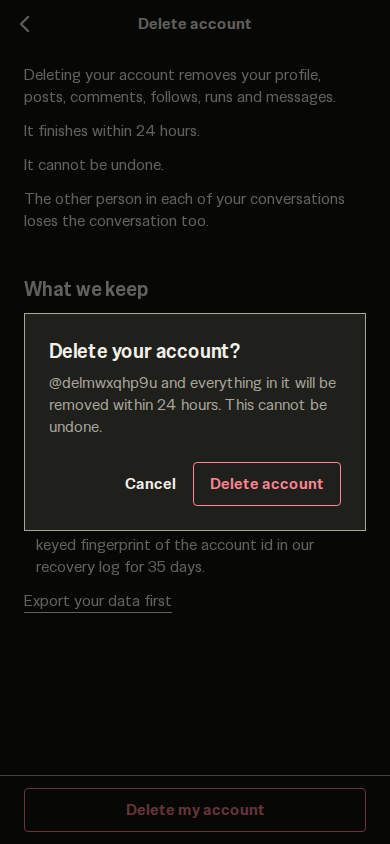 Delete account
Deleting your account removes your profile,
posts, comments, follows, runs and messages.
It finishes within 24 hours.
It cannot be undone.
The other person in each of your conversations
loses the conversation too.
What we keep
Delete your account?
@delmwxqhp9u and everything in it will be
removed within 24 hours. This cannot be
undone.
Cancel
Delete account
keyed fingerprint of the account id in our
recovery log for 35 days.
Export your data first
Delete my account